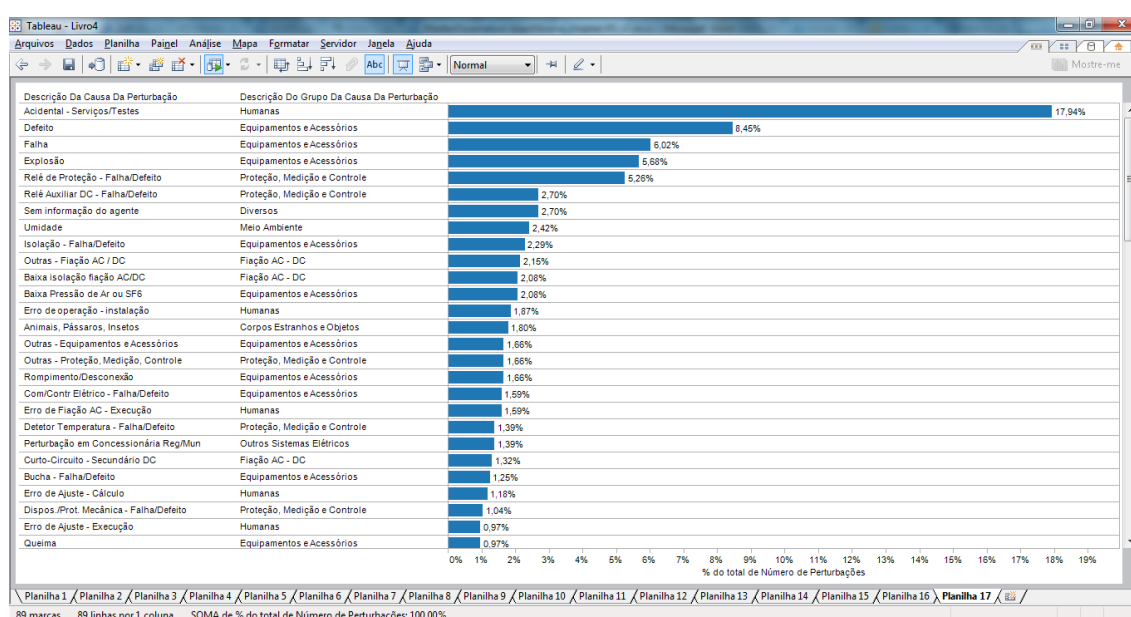 Tableau - Livro4
Arquivos Dados Planilha Painel Análise Mapa Formatar Servidor Janela Ajuda
Abc Normal Mostre-me
Descrição Da Causa Da Perturbação Descrição Do Grupo Da Causa Da Perturbação
Acidental - Serviços/Testes Humanas 17,94%
Defeito Equipamentos e Acessórios 8,45%
Falha Equipamentos e Acessórios 6,02%
Explosão Equipamentos e Acessórios 5,68%
Relê de Proteção - Falha/Defeito Proteção, Medição e Controle 5,26%
Relê Auxiliar DC - Falha/Defeito Proteção, Medição e Controle 2,70%
Sem informação do agente Diversos 2,70%
Umidade Meio Ambiente 2,42%
Isolação - Falha/Defeito Equipamentos e Acessórios 2,29%
Outras - Fiação AC / DC Fiação AC - DC 2,15%
Baixa isolação fiação AC/DC Fiação AC - DC 2,08%
Baixa Pressão de Ar ou SF6 Equipamentos e Acessórios 2,08%
Erro de operação - instalação Humanas 1,87%
Animais, Pássaros, Insetos Corpos Estranhos e Objetos 1,80%
Outras - Equipamentos e Acessórios Equipamentos e Acessórios 1,66%
Outras - Proteção, Medição, Controle Proteção, Medição e Controle 1,66%
Rompimento/Desconexão Equipamentos e Acessórios 1,66%
Com/Contr Elétrico - Falha/Defeito Equipamentos e Acessórios 1,59%
Erro de Fiação AC - Execução Humanas 1,59%
Detetor Temperatura - Falha/Defeito Proteção, Medição e Controle 1,39%
Perturbação em Concessionária Reg/Mun Outros Sistemas Elétricos 1,39%
Curto-Circuito - Secundário DC Fiação AC - DC 1,32%
Bucha - Falha/Defeito Equipamentos e Acessórios 1,25%
Erro de Ajuste - Cálculo Humanas 1,18%
Dispos./Prot. Mecânica - Falha/Defeito Proteção, Medição e Controle 1,04%
Erro de Ajuste - Execução Humanas 0,97%
Queima Equipamentos e Acessórios 0,97%
0% 1% 2% 3% 4% 5% 6% 7% 8% 9% 10% 11% 12% 13% 14% 15% 16% 17% 18% 19%
% do total de Número de Perturbações
Planilha 1 Planilha 2 Planilha 3 Planilha 4 Planilha 5 Planilha 6 Planilha 7 Planilha 8 Planilha 9 Planilha 10 Planilha 11 Planilha 12 Planilha 13 Planilha 14 Planilha 15 Planilha 16 Planilha 17
89 marcas 89 linhas por 1 coluna SOMA de % do total de Número de Perturbações: 100,00%